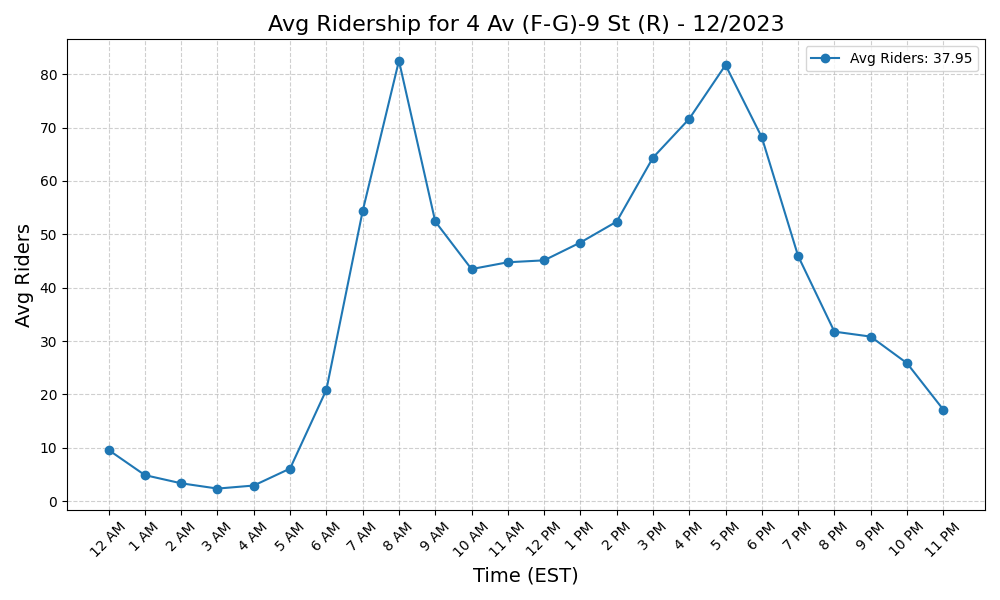 Avg Ridership for 4 Av (F-G)-9 St (R) - 12/2023
Avg Riders: 37.95
Avg Riders
80
70
60
50
40
30
20
10
0
12 AM
1 AM
2 AM
3 AM
4 AM
5 AM
6 AM
7 AM
8 AM
9 AM
10 AM
11 AM
12 PM
1 PM
2 PM
3 PM
4 PM
5 PM
6 PM
7 PM
8 PM
9 PM
10 PM
11 PM
Time (EST)